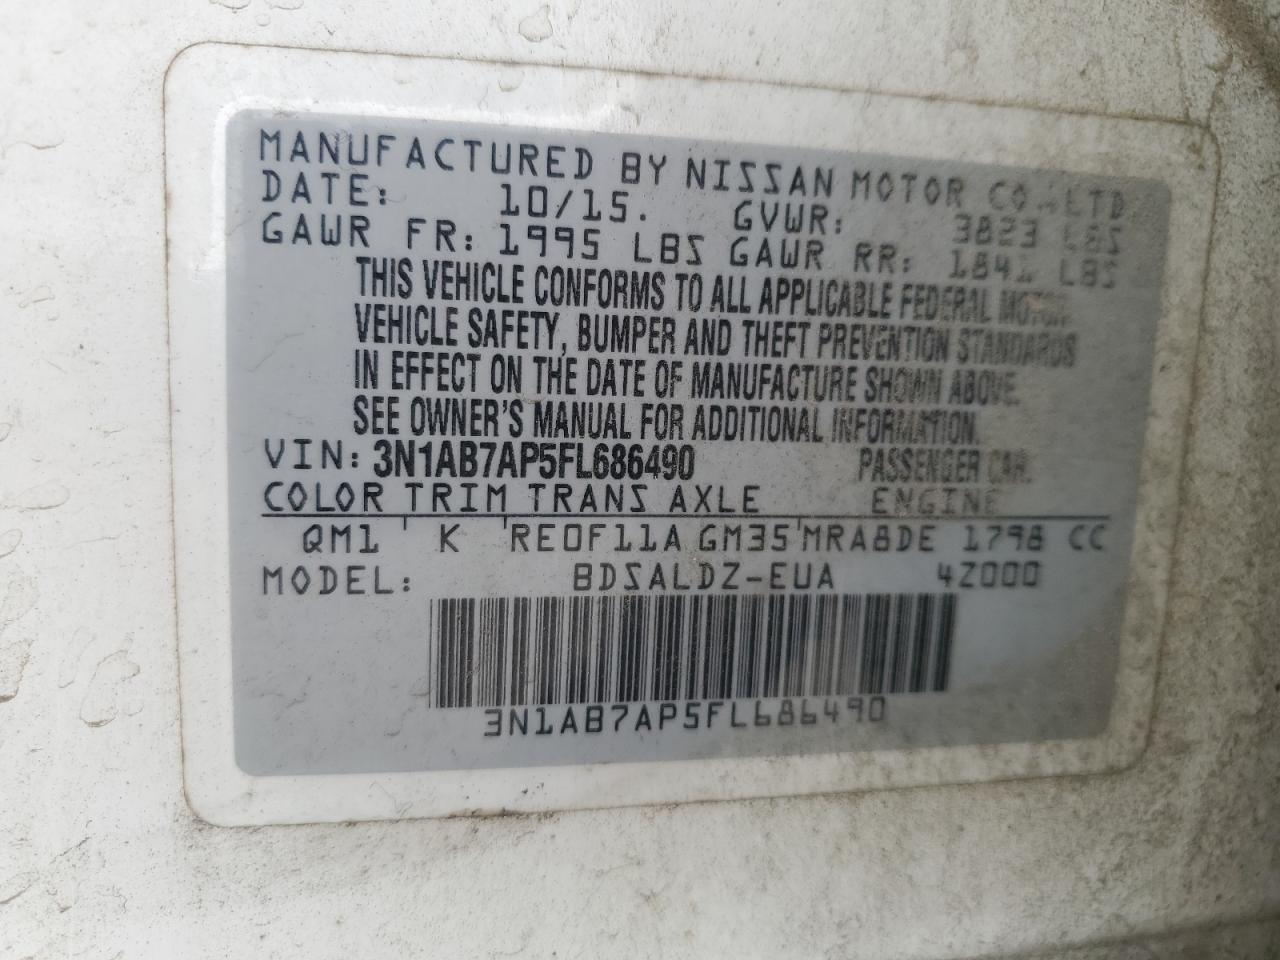 MANUFACTURED BY NISSAN MOTOR CO.,LTD
DATE: 10/15. GVWR: 3823 LBS
GAWR FR: 1995 LBS GAWR RR: 1841 LBS
THIS VEHICLE CONFORMS TO ALL APPLICABLE FEDERAL MOTOR
VEHICLE SAFETY, BUMPER AND THEFT PREVENTION STANDARDS
IN EFFECT ON THE DATE OF MANUFACTURE SHOWN ABOVE.
SEE OWNER'S MANUAL FOR ADDITIONAL INFORMATION.
VIN: 3N1AB7AP5FL686490 PASSENGER CAR.
COLOR TRIM TRANS AXLE ENGINE
QM1 K RE0F11A GM35 MRA8DE 1798 CC
MODEL: BDSALDZ-EUA 4Z000
3N1AB7AP5FL686490